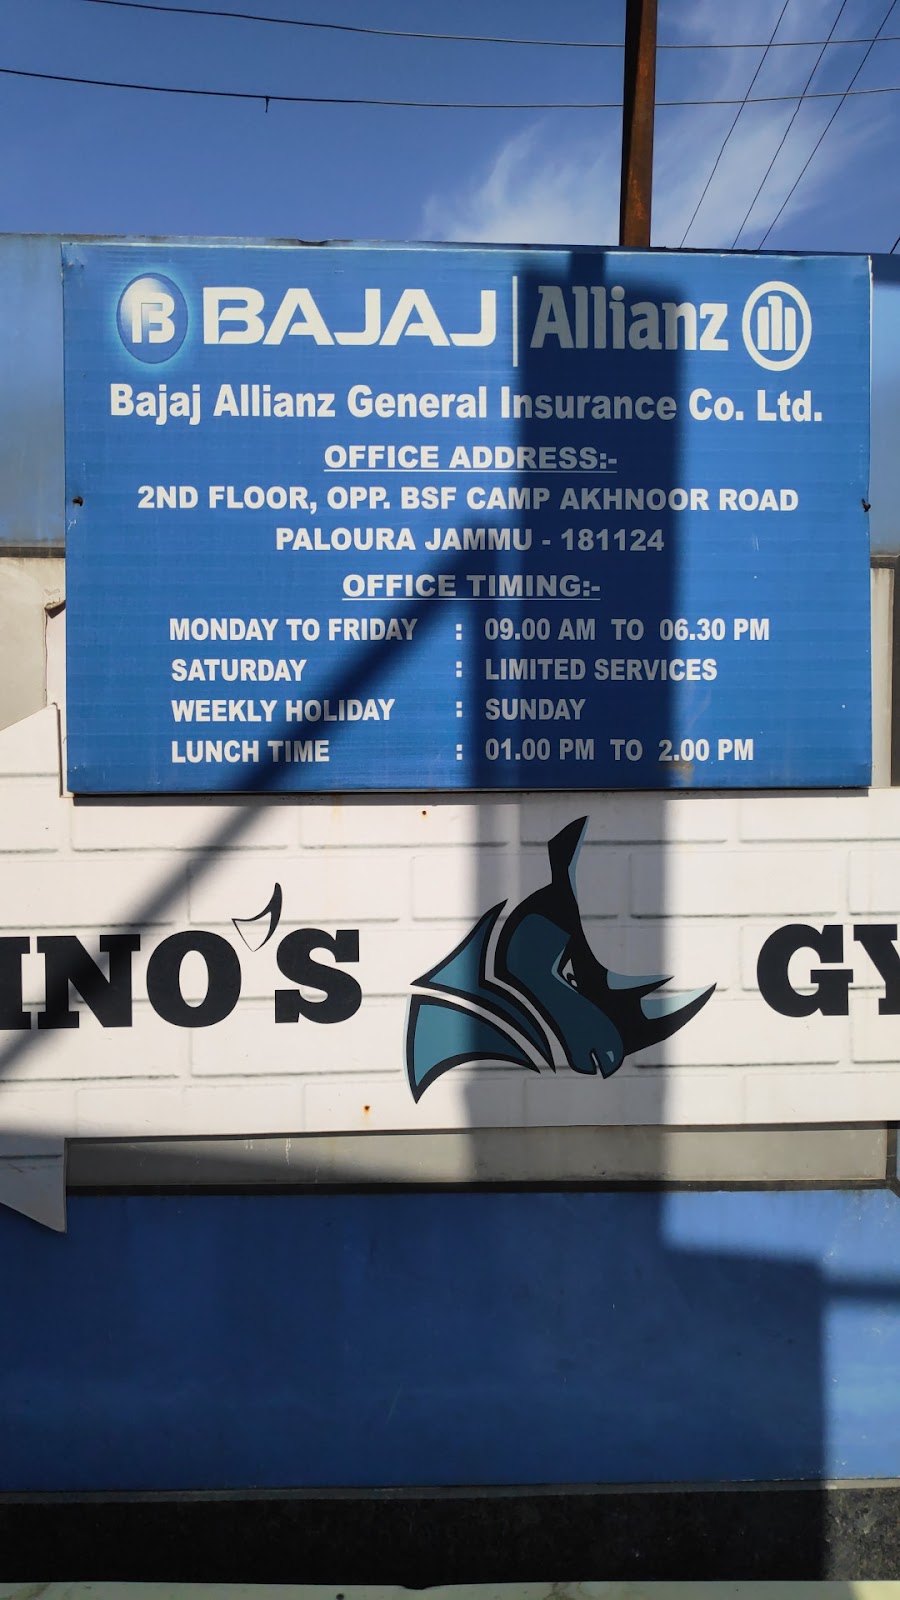 B BAJAJ | Allianz
Bajaj Allianz General Insurance Co. Ltd.
OFFICE ADDRESS:-
2ND FLOOR, OPP. BSF CAMP AKHNOOR ROAD
PALOURA JAMMU - 181124
OFFICE TIMING:-
MONDAY TO FRIDAY : 09.00 AM TO 06.30 PM
SATURDAY : LIMITED SERVICES
WEEKLY HOLIDAY : SUNDAY
LUNCH TIME : 01.00 PM TO 2.00 PM
INO'S GY